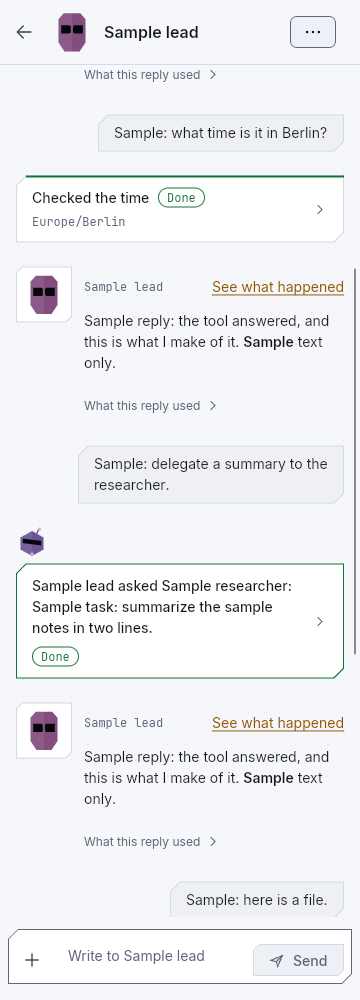 Sample lead
...
What this reply used
Sample: what time is it in Berlin?
Checked the time Done
Europe/Berlin
Sample lead See what happened
Sample reply: the tool answered, and
this is what I make of it. Sample text
only.
What this reply used
Sample: delegate a summary to the
researcher.
Sample lead asked Sample researcher:
Sample task: summarize the sample
notes in two lines.
Done
Sample lead See what happened
Sample reply: the tool answered, and
this is what I make of it. Sample text
only.
What this reply used
Sample: here is a file.
Write to Sample lead Send